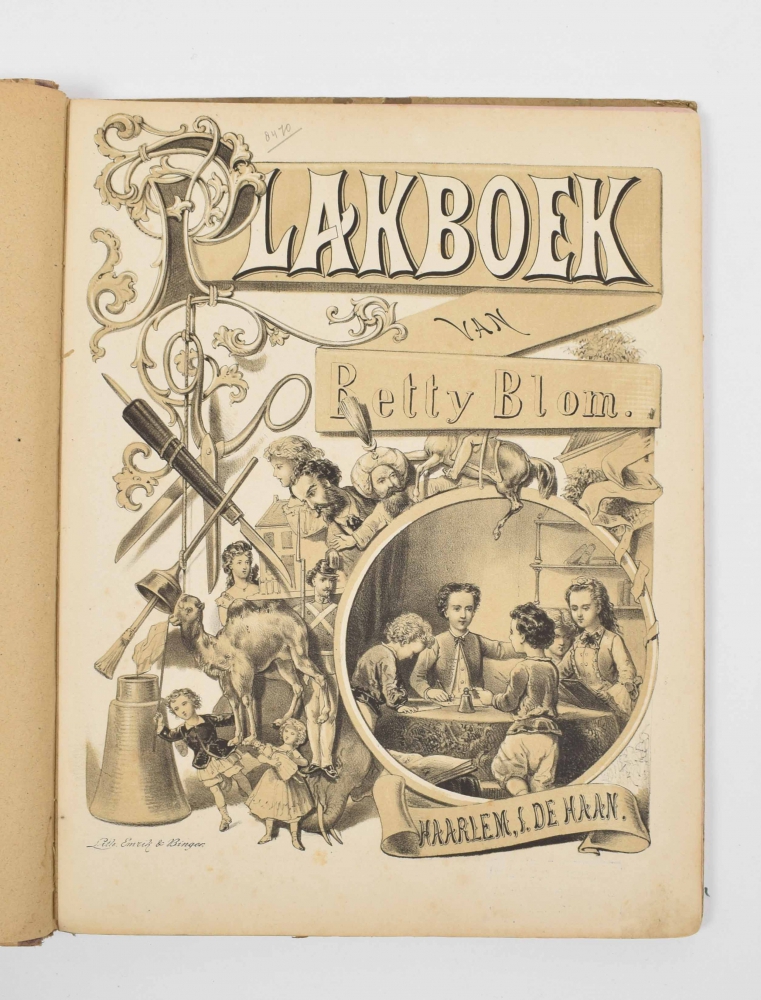 8470
PLAKBOEK
VAN
Betty Blom.
HAARLEM, J. DE HAAN.
Lith. Emrik & Binger.